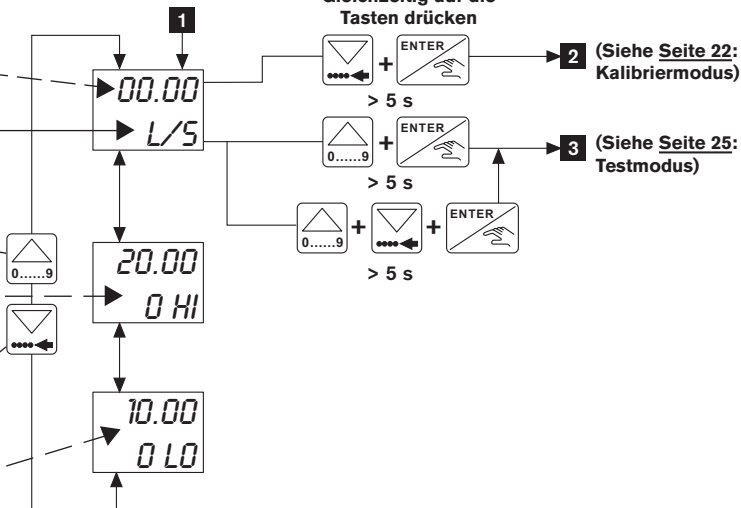 Gleichzeitig auf die
Tasten drücken
1
ENTER
+
2 (Siehe Seite 22:
Kalibriermodus)
> 5 s
00.00
L/S
ENTER
0......9
+
3 (Siehe Seite 25:
Testmodus)
> 5 s
ENTER
0......9
+
+
> 5 s
0......9
20.00
0 HI
10.00
0 LO